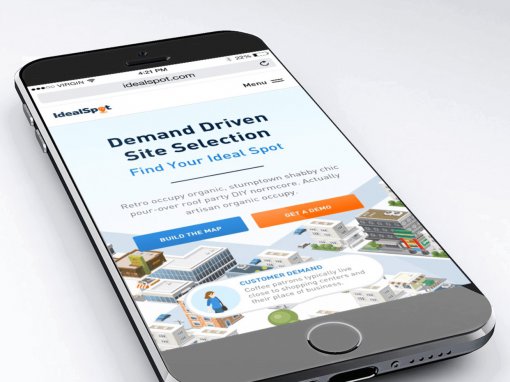 ●●●○○ VIRGIN
4:21 PM
22%
idealspot.com
IdealSpot
Menu
Demand Driven
Site Selection
Find Your Ideal Spot
Retro occupy organic, stumptown shabby chic
pour-over roof party DIY normcore. Actually
artisan organic occupy.
BUILD THE MAP
GET A DEMO
CUSTOMER DEMAND
Coffee patrons typically live
close to shopping centers and
their place of business.